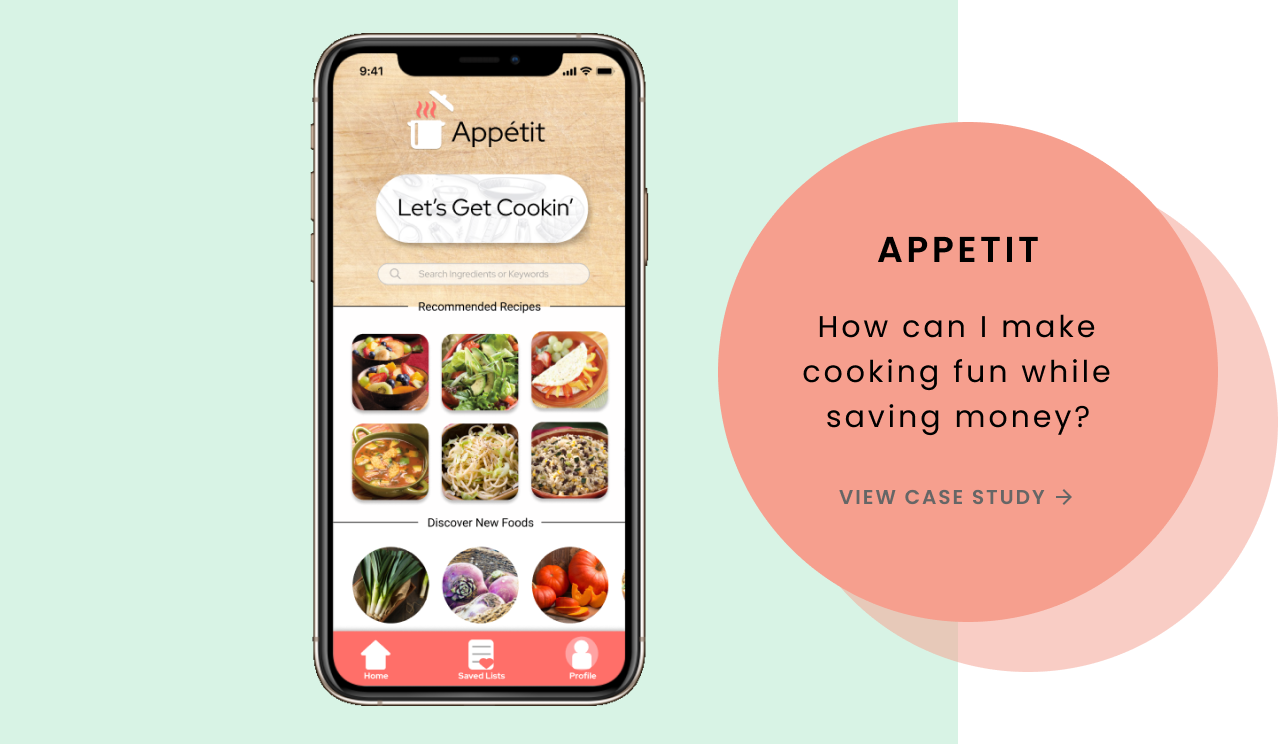 9:41
Appétit
Let's Get Cookin'
Search Ingredients or Keywords
Recommended Recipes
Discover New Foods
Home
Saved Lists
Profile
APPETIT
How can I make
cooking fun while
saving money?
VIEW CASE STUDY →